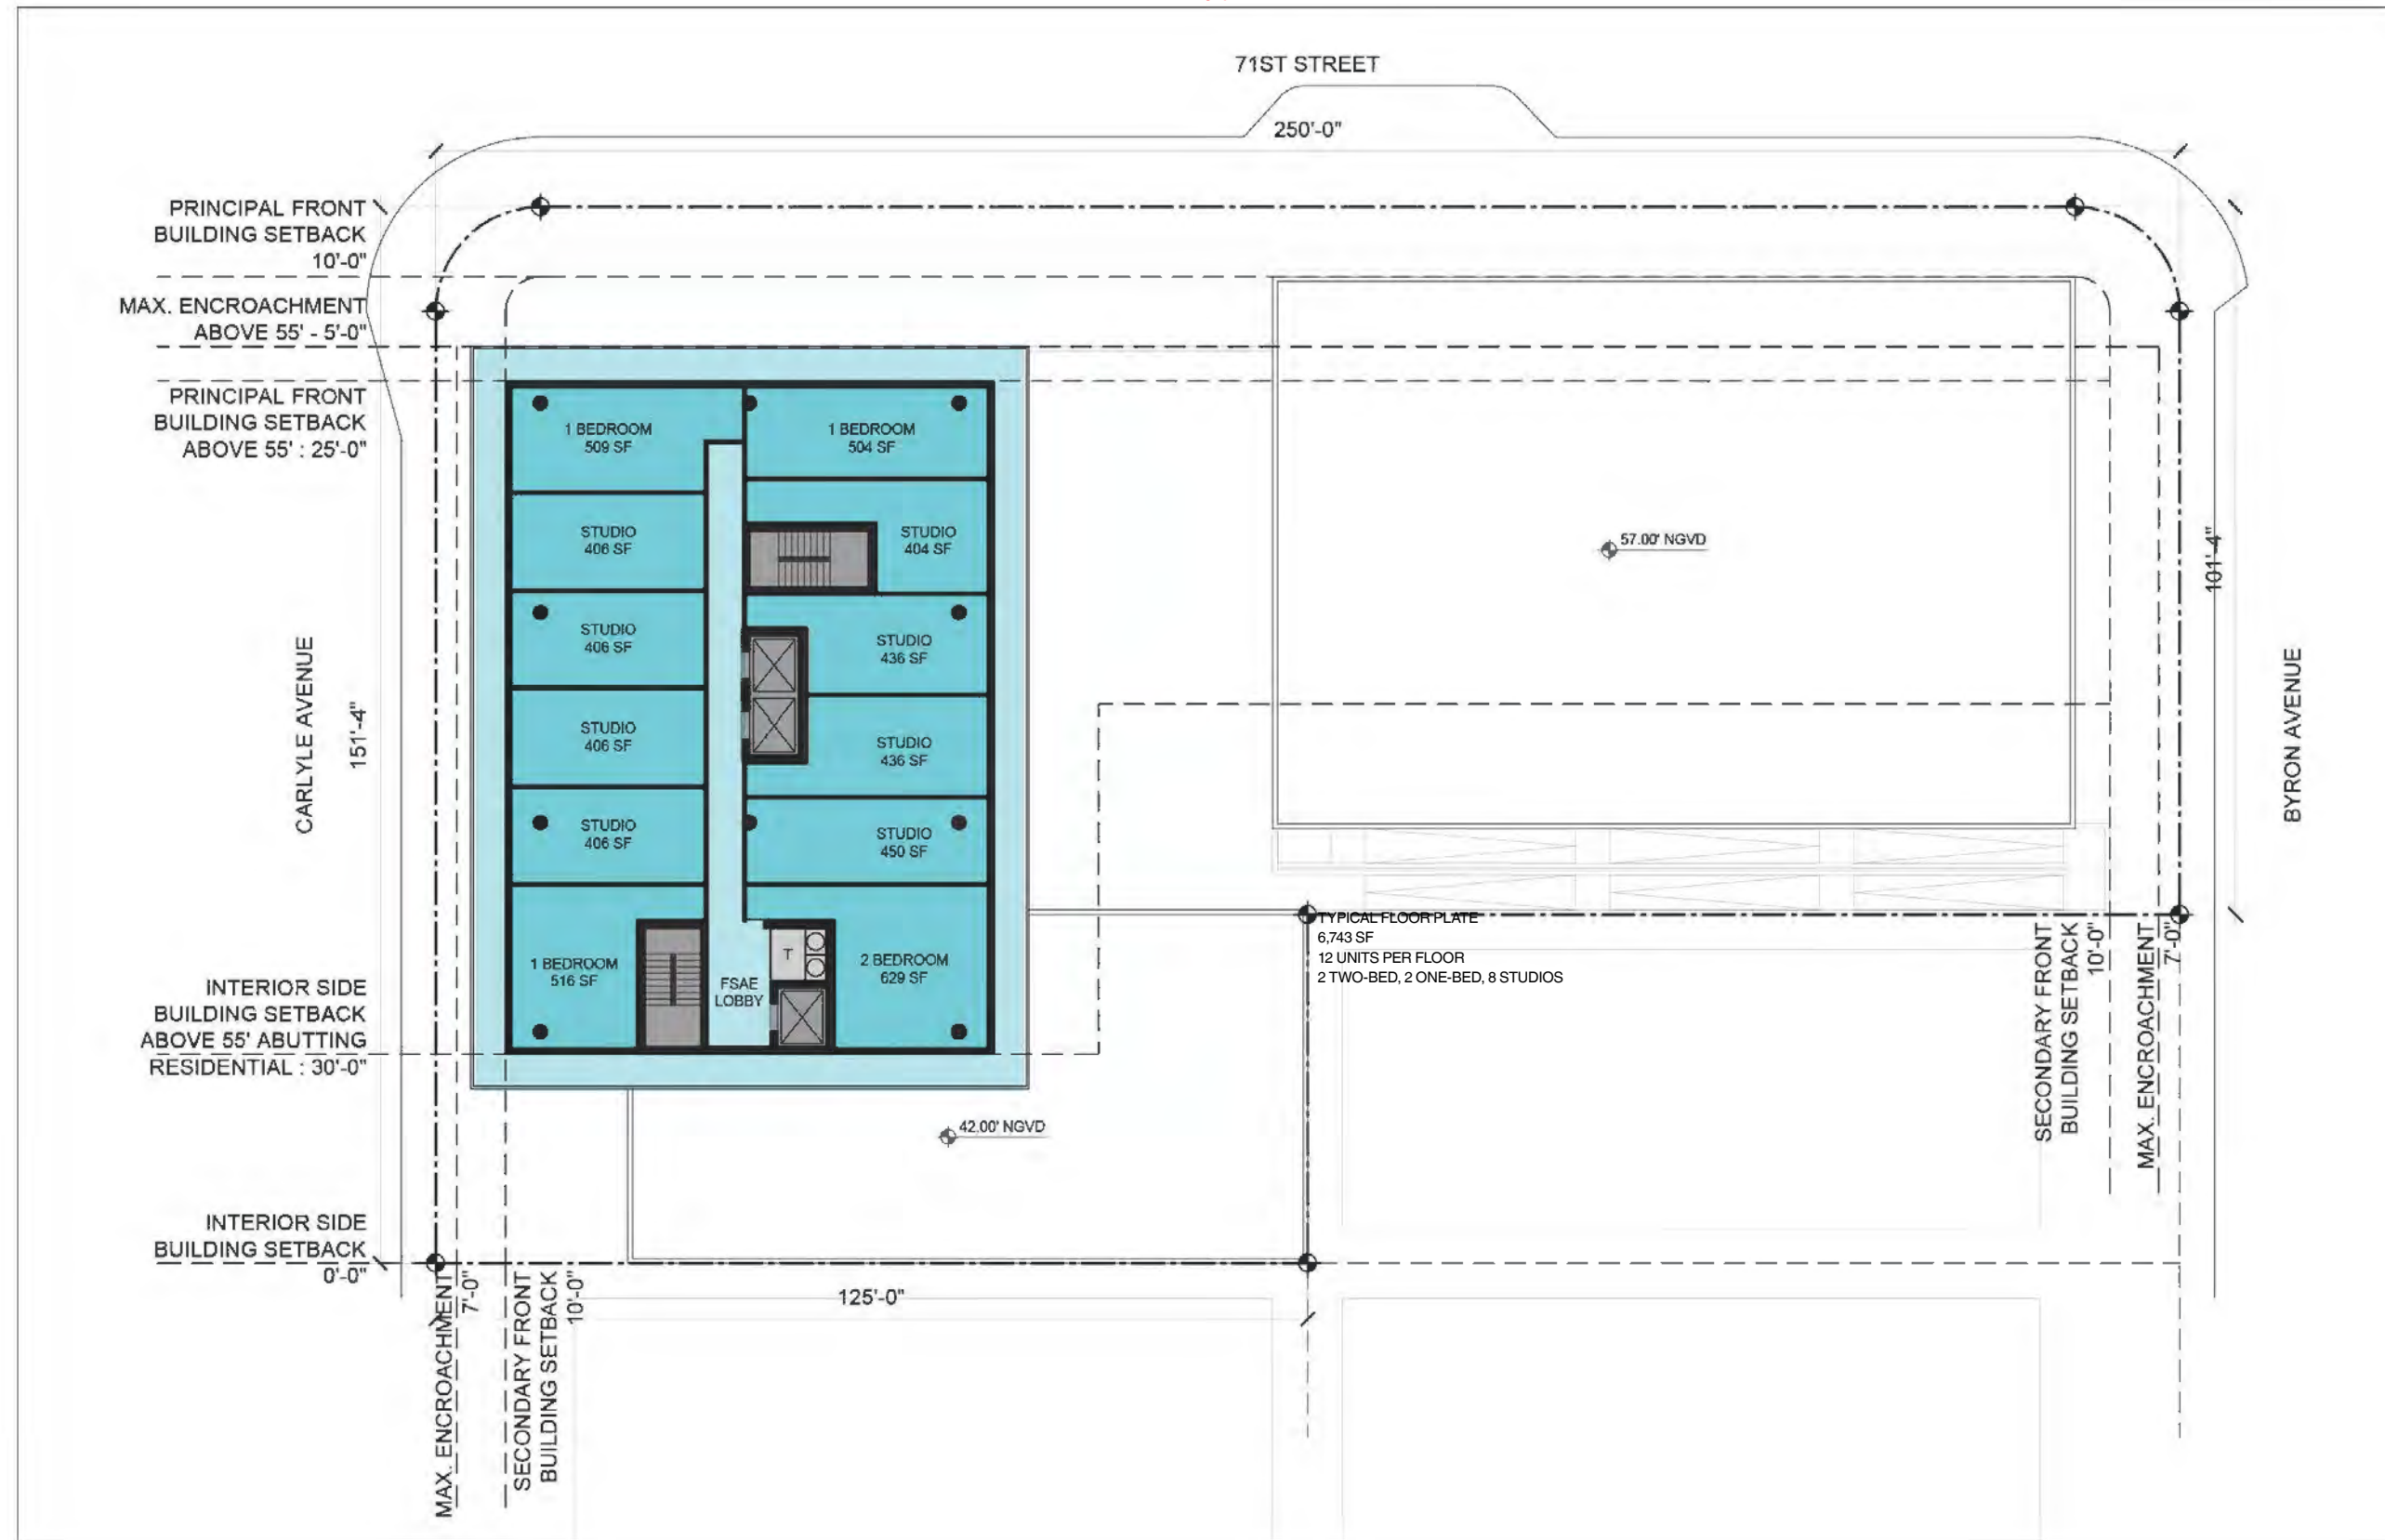 71ST STREET
250'-0"
PRINCIPAL FRONT
BUILDING SETBACK
10'-0"
MAX. ENCROACHMENT
ABOVE 55' - 5'-0"
PRINCIPAL FRONT
BUILDING SETBACK
ABOVE 55' : 25'-0"
CARLYLE AVENUE
151'-4"
INTERIOR SIDE
BUILDING SETBACK
ABOVE 55' ABUTTING
RESIDENTIAL : 30'-0"
INTERIOR SIDE
BUILDING SETBACK
0'-0"
1 BEDROOM
509 SF
1 BEDROOM
504 SF
STUDIO
406 SF
STUDIO
404 SF
STUDIO
406 SF
STUDIO
436 SF
STUDIO
406 SF
STUDIO
436 SF
STUDIO
406 SF
STUDIO
450 SF
1 BEDROOM
516 SF
FSAE
LOBBY
T
2 BEDROOM
629 SF
57.00' NGVD
42.00' NGVD
101'-4"
BYRON AVENUE
TYPICAL FLOOR PLATE
6,743 SF
12 UNITS PER FLOOR
2 TWO-BED, 2 ONE-BED, 8 STUDIOS
SECONDARY FRONT
BUILDING SETBACK
10'-0"
MAX. ENCROACHMENT
7'-0"
MAX. ENCROACHMENT
7'-0"
SECONDARY FRONT
BUILDING SETBACK
10'-0"
125'-0"